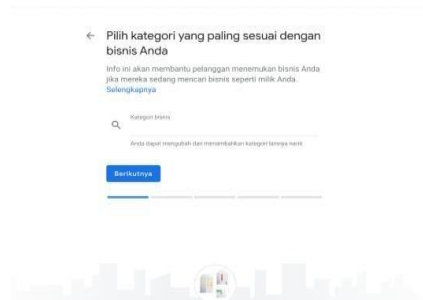 Pilih kategori yang paling sesuai dengan
bisnis Anda
Info ini akan membantu pelanggan menemukan bisnis Anda
jika mereka sedang mencari bisnis seperti milik Anda.
Selengkapnya
Kategori bisnis
Anda dapat mengubah dan menambahkan kategori lainnya nanti
Berikutnya